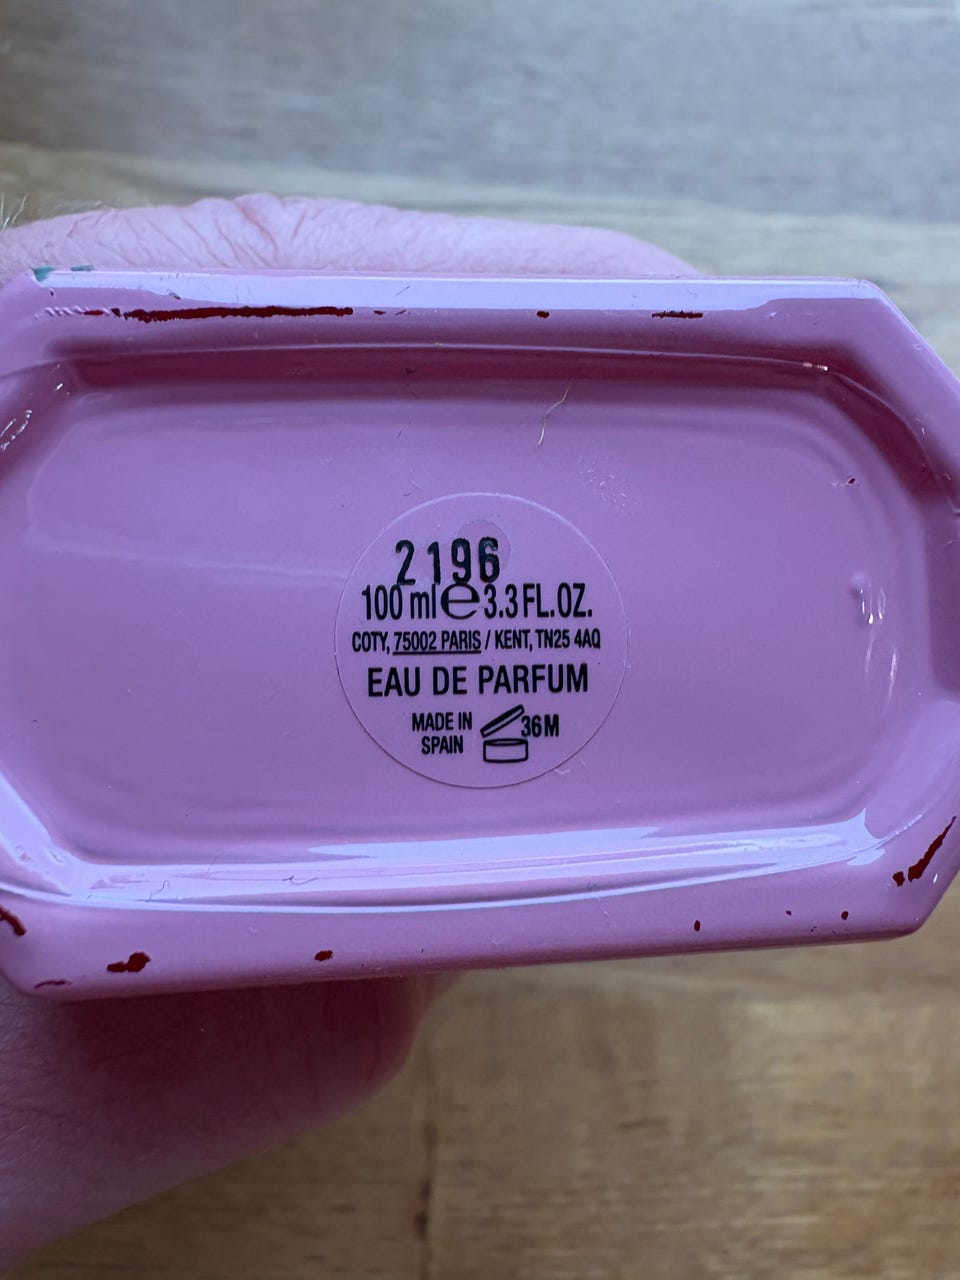 2196
100 ml e 3.3 FL.OZ.
COTY, 75002 PARIS / KENT, TN25 4AQ
EAU DE PARFUM
MADE IN
SPAIN
36 M